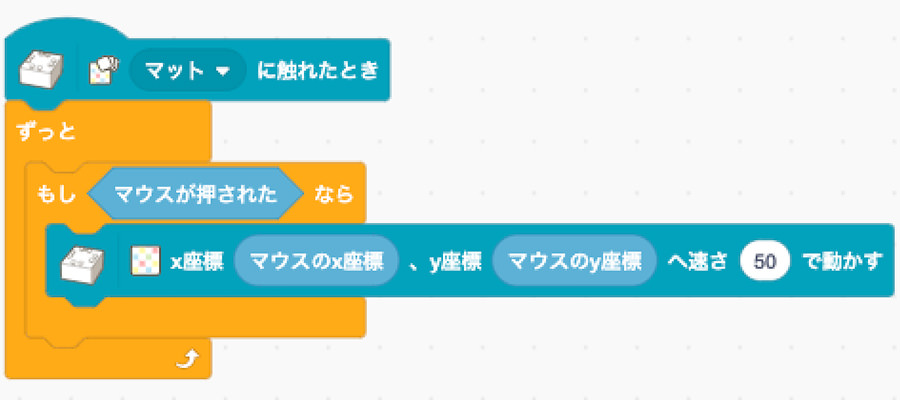 マット に触れたとき
ずっと
もし マウスが押された なら
x座標 マウスのx座標 、y座標 マウスのy座標 へ速さ 50 で動かす